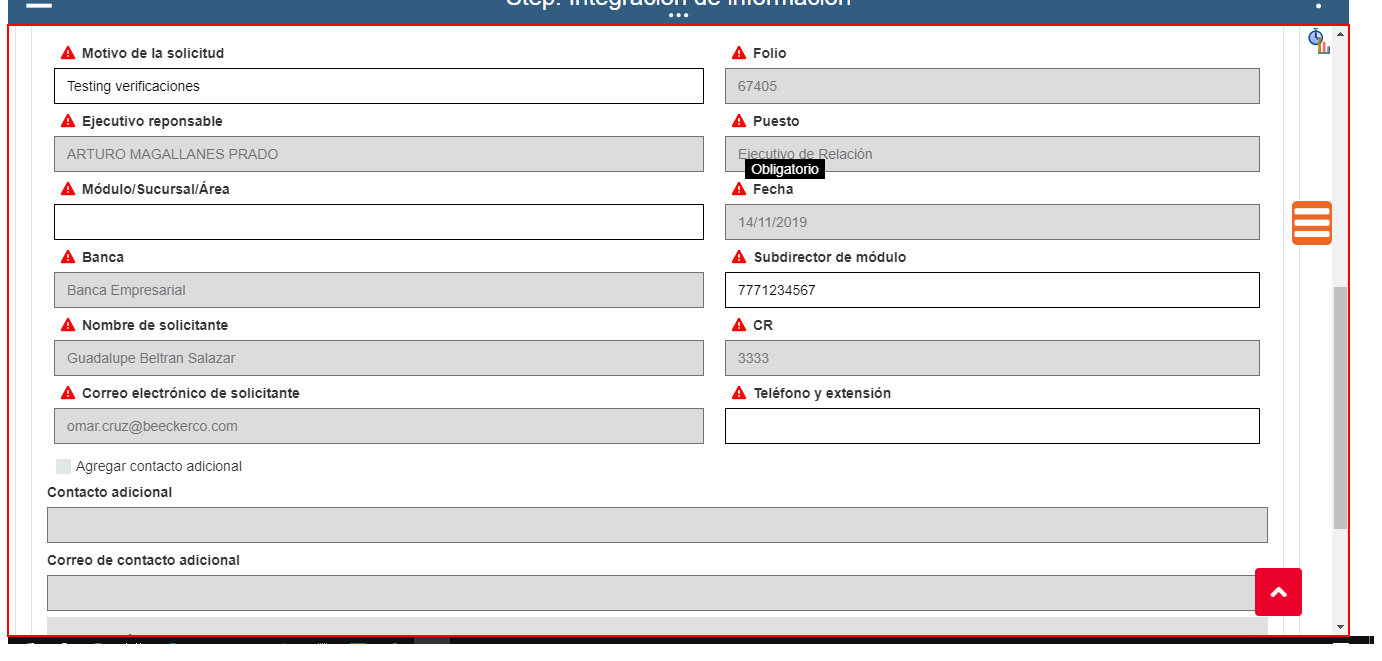 Step: Integración de información
Motivo de la solicitud
Folio
Testing verificaciones
67405
Ejecutivo reponsable
Puesto
ARTURO MAGALLANES PRADO
Ejecutivo de Relación
Obligatorio
Módulo/Sucursal/Área
Fecha
14/11/2019
Banca
Subdirector de módulo
Banca Empresarial
7771234567
Nombre de solicitante
CR
Guadalupe Beltran Salazar
3333
Correo electrónico de solicitante
Teléfono y extensión
omar.cruz@beeckerco.com
Agregar contacto adicional
Contacto adicional
Correo de contacto adicional